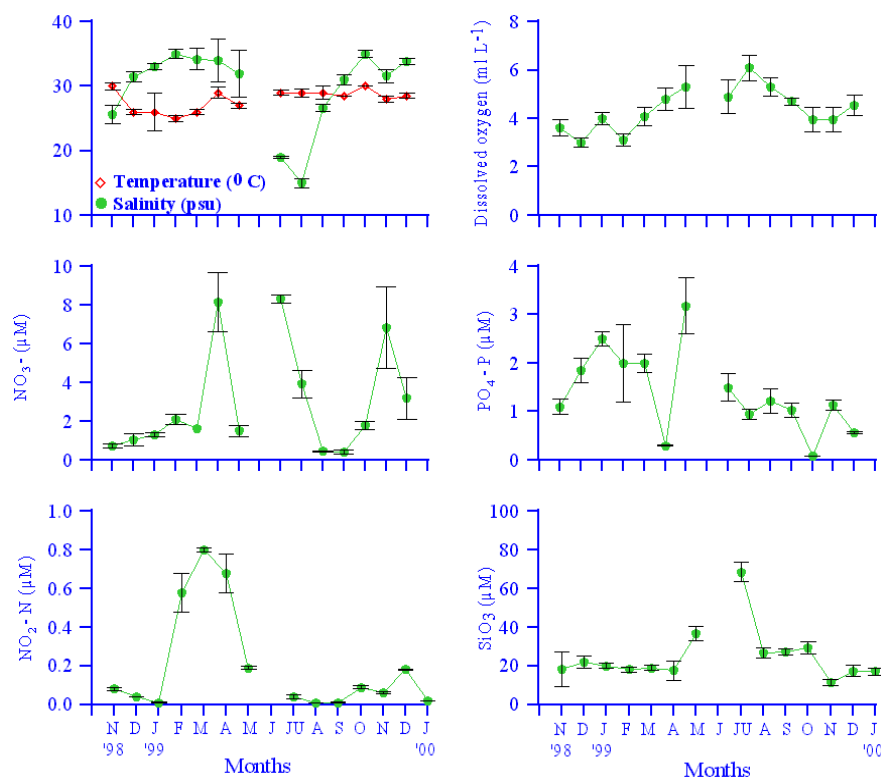 40
30
20
10
Temperature (⁰ C)
Salinity (psu)
8
6
4
2
0
Dissolved oxygen (ml L-¹)
10
8
6
4
2
0
NO₃- (µM)
4
3
2
1
0
PO₄- P (µM)
1.0
0.8
0.6
0.4
0.2
0.0
NO₂- N (µM)
N D J F M A M J JU A S O N D J
'98 '99 '00
Months
100
80
60
40
20
0
SiO₃ (µM)
N D J F M A M J JU A S O N D J
'98 '99 '00
Months